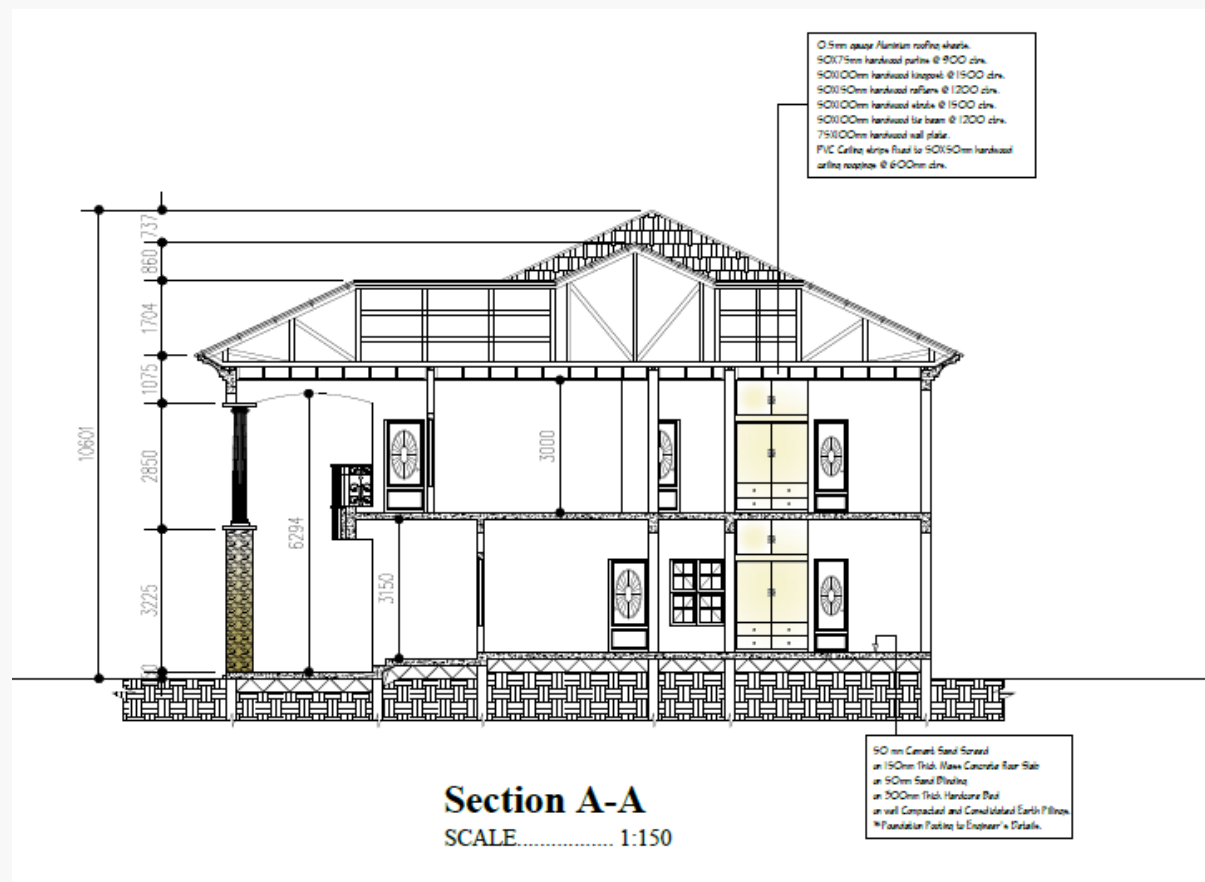 0.5mm gauge Aluminium roofing sheets.
50X75mm hardwood purlins @ 900 ctrs.
50X100mm hardwood kingpost @ 1500 ctrs.
50X150mm hardwood rafters @ 1200 ctrs.
50X100mm hardwood struts @ 1500 ctrs.
50X100mm hardwood tie beam @ 1200 ctrs.
75X100mm hardwood wall plate.
PVC Ceiling strips fixed to 50X50mm hardwood
ceiling noggings @ 600mm ctrs.
737
860
1704
1075
10601
2850
3000
6294
3150
3225
50 mm Cement Sand Screed
on 150mm Thick Mass Concrete floor Slab
on 50mm Sand Blinding
on 300mm Thick Hardcore Bed
on well Compacted and Consolidated Earth Fillings.
*Foundation Footing to Engineer's Details.
Section A-A
SCALE................. 1:150